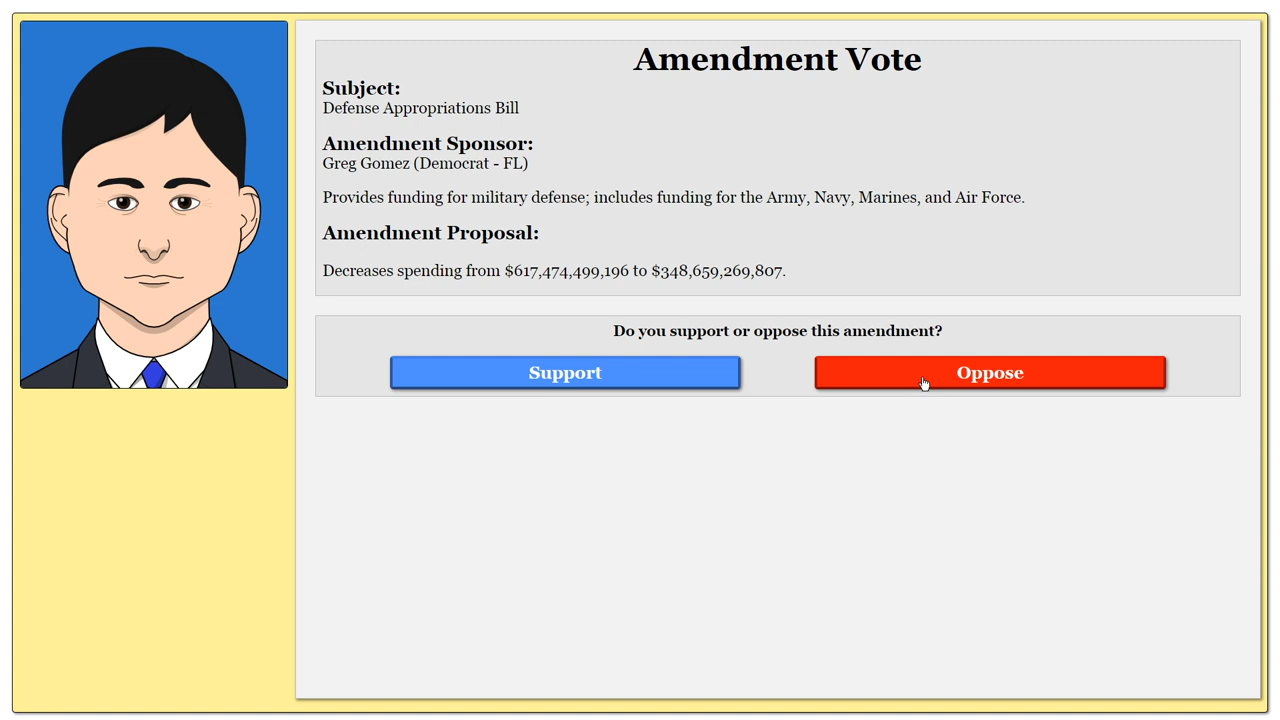 Amendment Vote
Subject:
Defense Appropriations Bill
Amendment Sponsor:
Greg Gomez (Democrat - FL)
Provides funding for military defense; includes funding for the Army, Navy, Marines, and Air Force.
Amendment Proposal:
Decreases spending from $617,474,499,196 to $348,659,269,807.
Do you support or oppose this amendment?
Support
Oppose